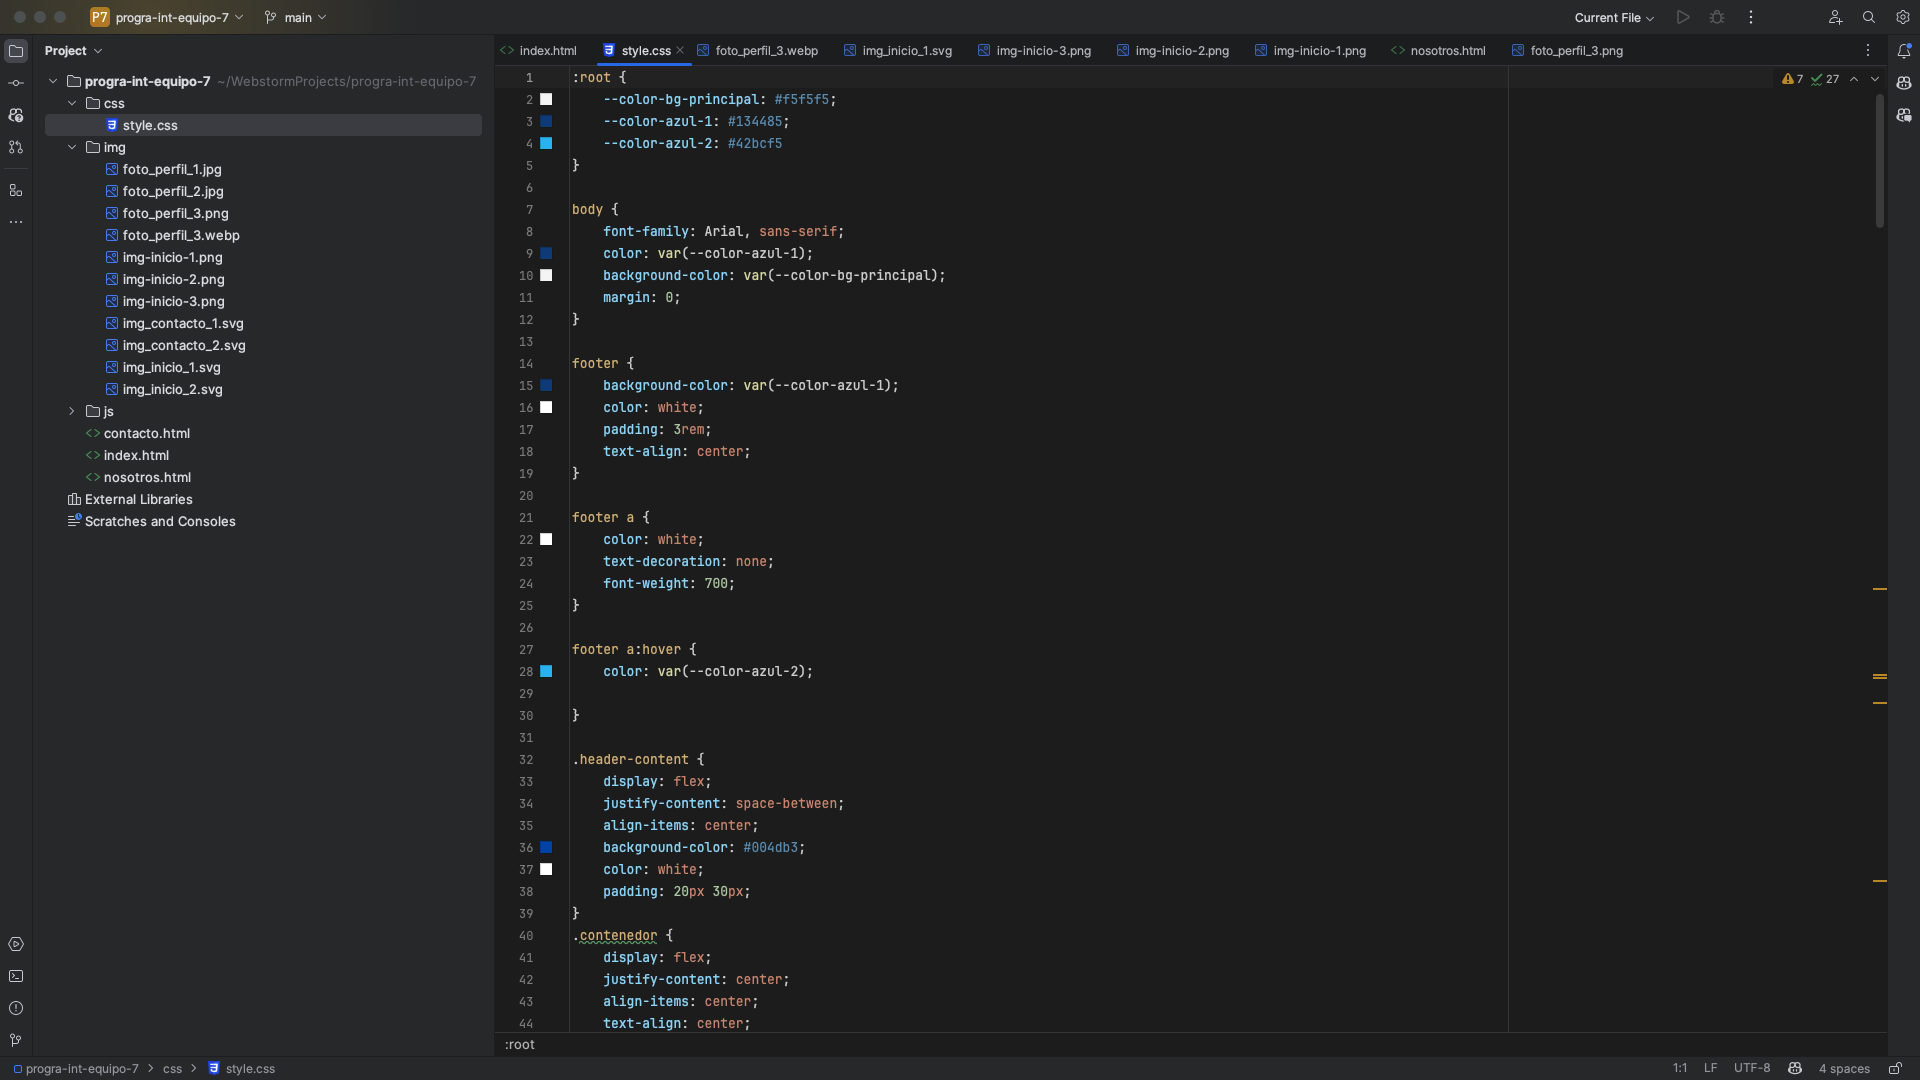 P7 progra-int-equipo-7 main Current File
Project
progra-int-equipo-7 ~/WebstormProjects/progra-int-equipo-7
css
style.css
img
foto_perfil_1.jpg
foto_perfil_2.jpg
foto_perfil_3.png
foto_perfil_3.webp
img-inicio-1.png
img-inicio-2.png
img-inicio-3.png
img_contacto_1.svg
img_contacto_2.svg
img_inicio_1.svg
img_inicio_2.svg
js
contacto.html
index.html
nosotros.html
External Libraries
Scratches and Consoles
index.html style.css foto_perfil_3.webp img_inicio_1.svg img-inicio-3.png img-inicio-2.png img-inicio-1.png nosotros.html foto_perfil_3.png
7 27
1 :root {
2 --color-bg-principal: #f5f5f5;
3 --color-azul-1: #134485;
4 --color-azul-2: #42bcf5
5 }
6
7 body {
8 font-family: Arial, sans-serif;
9 color: var(--color-azul-1);
10 background-color: var(--color-bg-principal);
11 margin: 0;
12 }
13
14 footer {
15 background-color: var(--color-azul-1);
16 color: white;
17 padding: 3rem;
18 text-align: center;
19 }
20
21 footer a {
22 color: white;
23 text-decoration: none;
24 font-weight: 700;
25 }
26
27 footer a:hover {
28 color: var(--color-azul-2);
29
30 }
31
32 .header-content {
33 display: flex;
34 justify-content: space-between;
35 align-items: center;
36 background-color: #004db3;
37 color: white;
38 padding: 20px 30px;
39 }
40 .contenedor {
41 display: flex;
42 justify-content: center;
43 align-items: center;
44 text-align: center;
:root
progra-int-equipo-7 css style.css 1:1 LF UTF-8 4 spaces